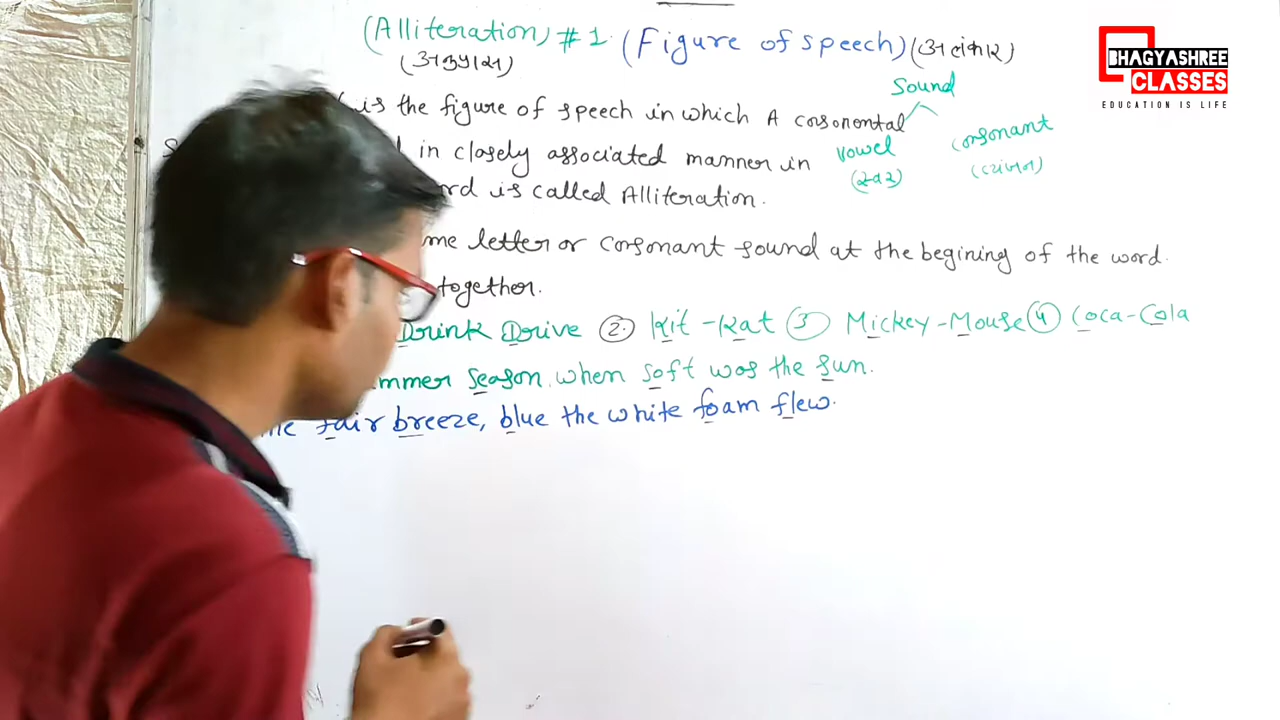 (Alliteration) #1. (Figure of speech) (अलंकार)
(अनुप्रास)
Sound
is the figure of speech in which A consonental
vowel consonant
in closely associated manner in
(स्वर) (व्यंजन)
rd is called Alliteration.
me letter or consonant sound at the begining of the word.
together.
Drink Drive ② Kit-Kat ③ Mickey-Mouse ④ Coca-Cola
mmer season when soft was the sun.
fair breeze, blue the white foam flew.
BHAGYASHREE
CLASSES
EDUCATION IS LIFE